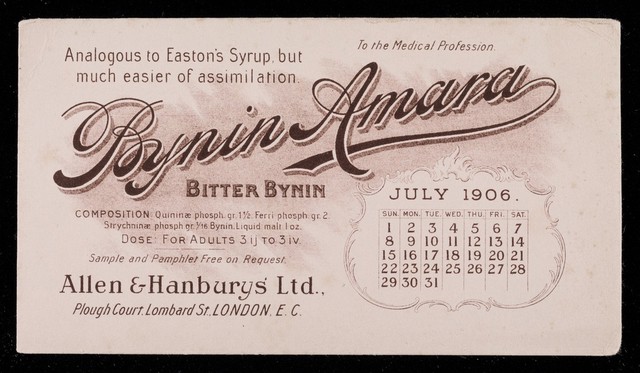 To the Medical Profession.
Analogous to Easton's Syrup, but
much easier of assimilation.
Bynin Amara
BITTER BYNIN
COMPOSITION: Quininæ phosph. gr. 1½. Ferri phosph. gr. 2.
Strychninæ phosph gr. 1/16 Bynin. Liquid malt 1 oz.
DOSE: FOR ADULTS ʒij TO ʒiv.
Sample and Pamphlet Free on Request.
Allen & Hanburys Ltd.,
Plough Court. Lombard St. LONDON. E. C.
JULY 1906.
SUN. MON. TUE. WED. THU. FRI. SAT.
1 2 3 4 5 6 7
8 9 10 11 12 13 14
15 16 17 18 19 20 21
22 23 24 25 26 27 28
29 30 31